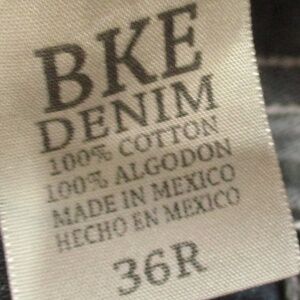 BKE
DENIM
100% COTTON
100% ALGODON
MADE IN MEXICO
HECHO EN MEXICO
36R